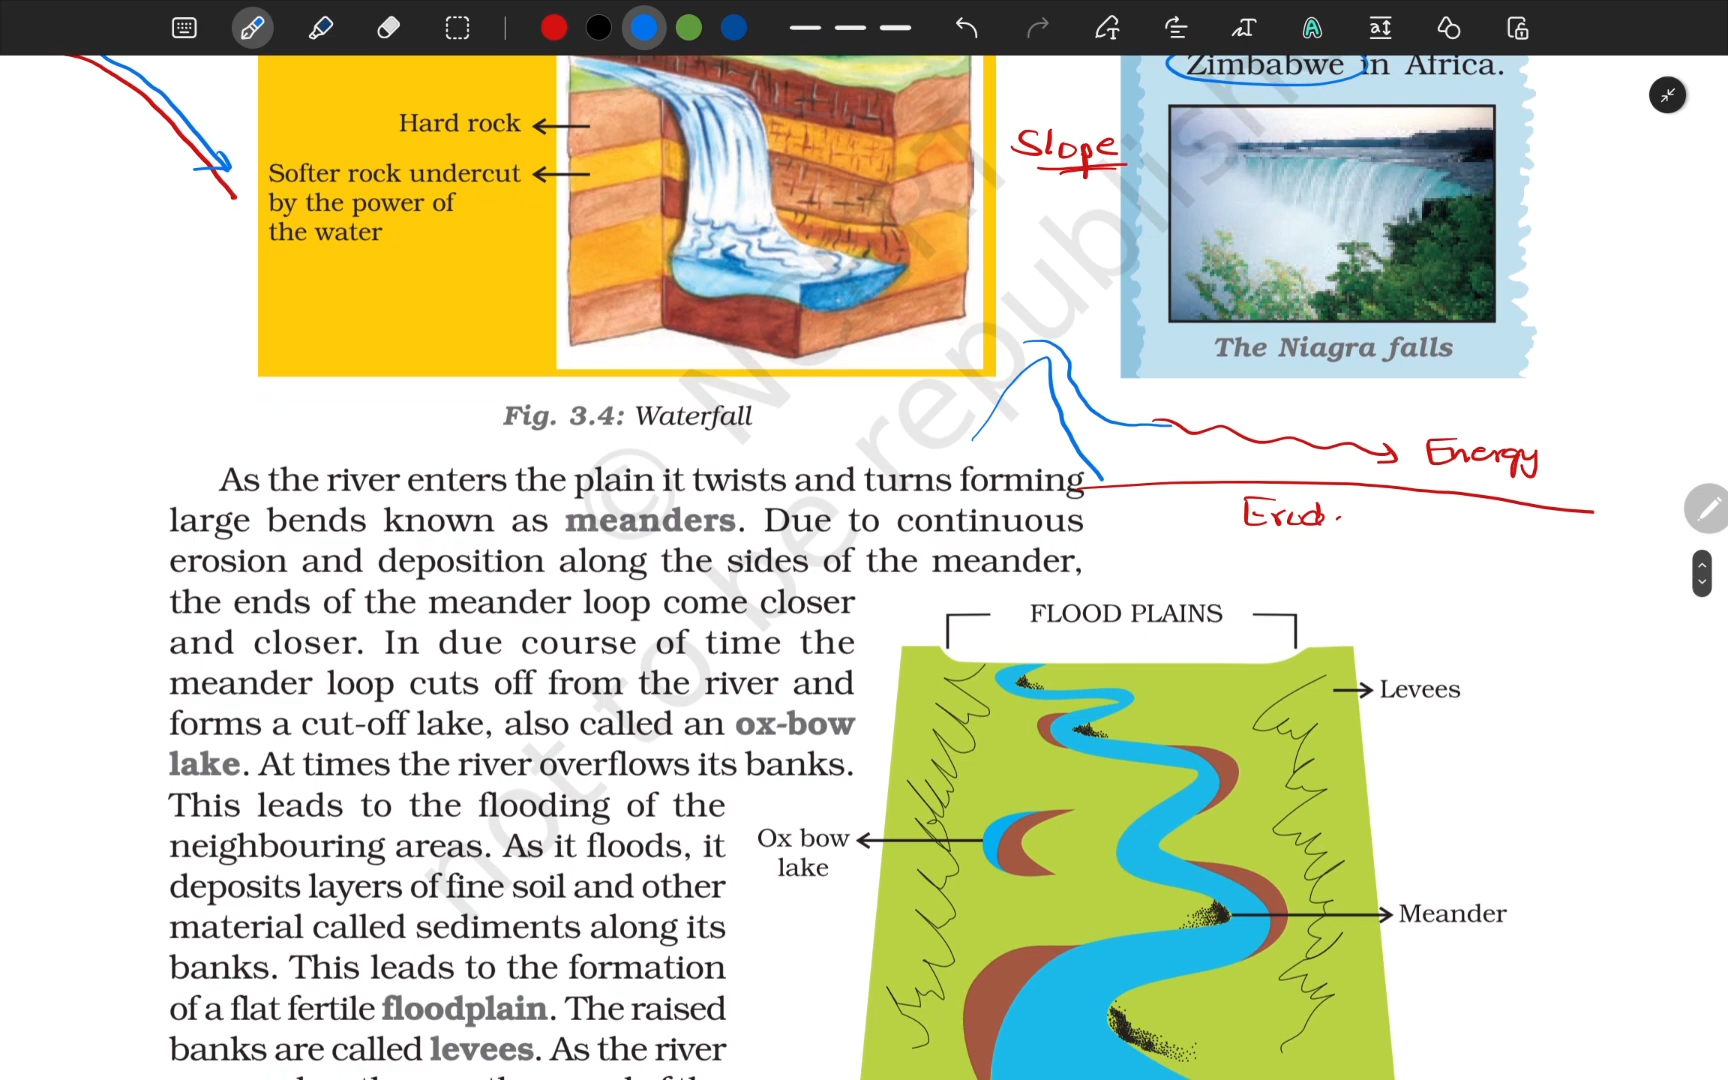 Zimbabwe in Africa.
Hard rock
Softer rock undercut
by the power of
the water
Slope
The Niagra falls
Fig. 3.4: Waterfall
Energy
As the river enters the plain it twists and turns forming
large bends known as meanders. Due to continuous
erosion and deposition along the sides of the meander,
the ends of the meander loop come closer
and closer. In due course of time the
meander loop cuts off from the river and
forms a cut-off lake, also called an ox-bow
lake. At times the river overflows its banks.
This leads to the flooding of the
neighbouring areas. As it floods, it
deposits layers of fine soil and other
material called sediments along its
banks. This leads to the formation
of a flat fertile floodplain. The raised
banks are called levees. As the river
FLOOD PLAINS
Levees
Ox bow
lake
Meander
not to be republish